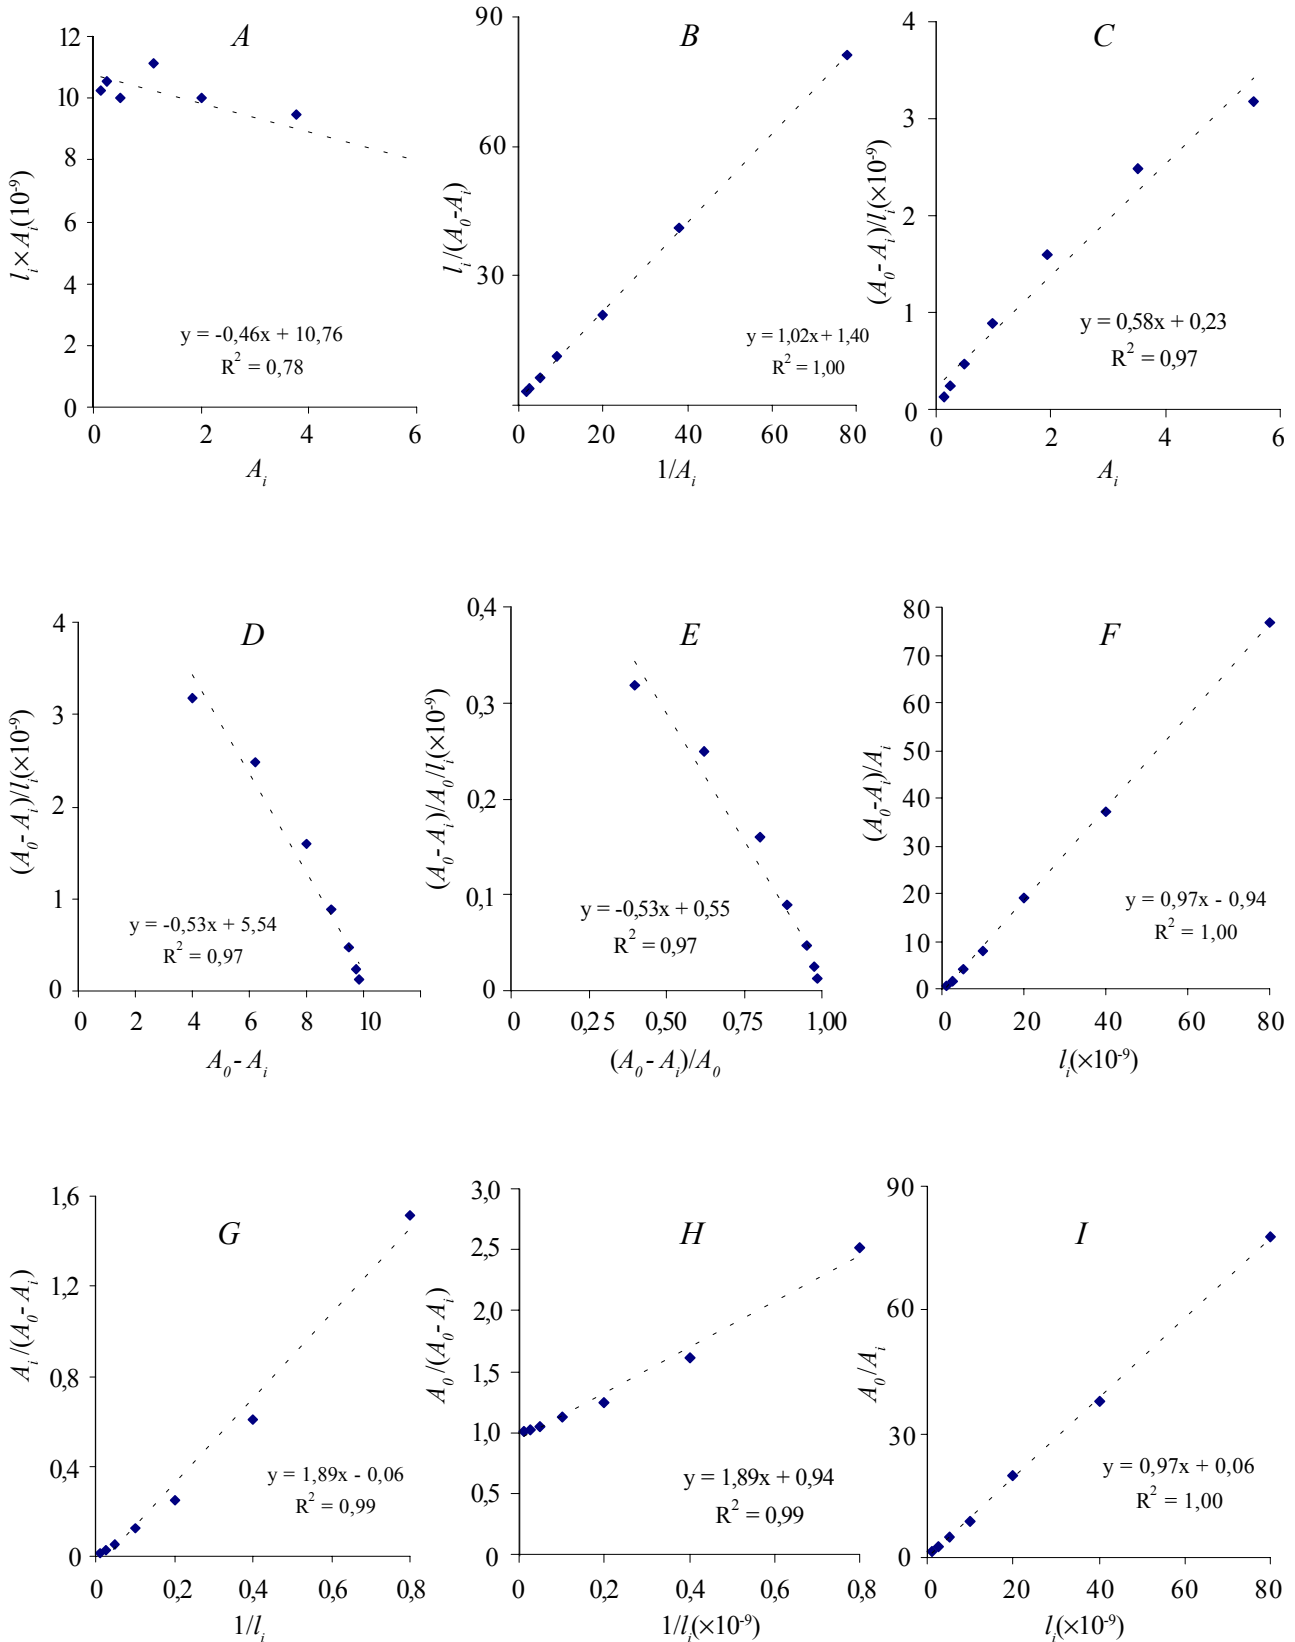 A
12
10
8
6
4
2
0
l_i × A_i(10⁻⁹)
y = -0,46x + 10,76
R² = 0,78
0 2 4 6
A_i
B
90
60
30
l_i/(A_0-A_i)
y = 1,02x + 1,40
R² = 1,00
0 20 40 60 80
1/A_i
C
4
3
2
1
0
(A_0- A_i)/l_i(×10⁻⁹)
y = 0,58x + 0,23
R² = 0,97
0 2 4 6
A_i
D
4
3
2
1
0
(A_0- A_i)/l_i(×10⁻⁹)
y = -0,53x + 5,54
R² = 0,97
0 2 4 6 8 10
A_0- A_i
E
0,4
0,3
0,2
0,1
0
(A_0- A_i)/A_0/l_i(×10⁻⁹)
y = -0,53x + 0,55
R² = 0,97
0 0,25 0,50 0,75 1,00
(A_0- A_i)/A_0
F
80
70
60
50
40
30
20
10
0
(A_0-A_i)/A_i
y = 0,97x - 0,94
R² = 1,00
0 20 40 60 80
l_i(×10⁻⁹)
G
1,6
1,2
0,8
0,4
0
A_i/(A_0- A_i)
y = 1,89x - 0,06
R² = 0,99
0 0,2 0,4 0,6 0,8
1/l_i
H
3,0
2,5
2,0
1,5
1,0
0,5
0
A_0/(A_0- A_i)
y = 1,89x + 0,94
R² = 0,99
0 0,2 0,4 0,6 0,8
1/l_i(×10⁻⁹)
I
90
60
30
0
A_0/A_i
y = 0,97x + 0,06
R² = 1,00
0 20 40 60 80
l_i(×10⁻⁹)